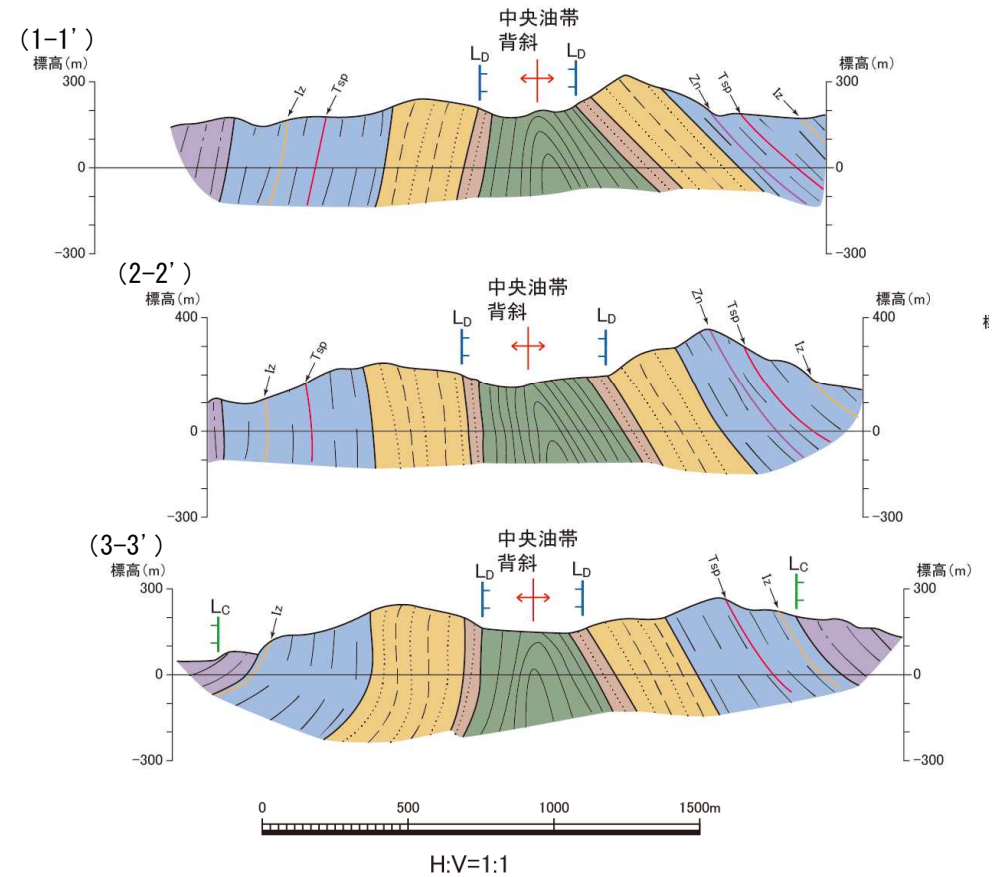 (1-1')
標高(m)
300
0
-300
Iz
Tsp
LD
中央油帯
背斜
LD
Zn
Tsp
Iz
標高(m)
300
0
-300
(2-2')
標高(m)
400
0
-300
Iz
Tsp
LD
中央油帯
背斜
LD
Zn
Tsp
Iz
標高(m)
400
0
-300
(3-3')
標高(m)
300
0
-300
LC
Iz
LD
中央油帯
背斜
LD
Tsp
Iz
LC
標高(m)
300
0
-300
0
500
1000
1500m
H:V=1:1